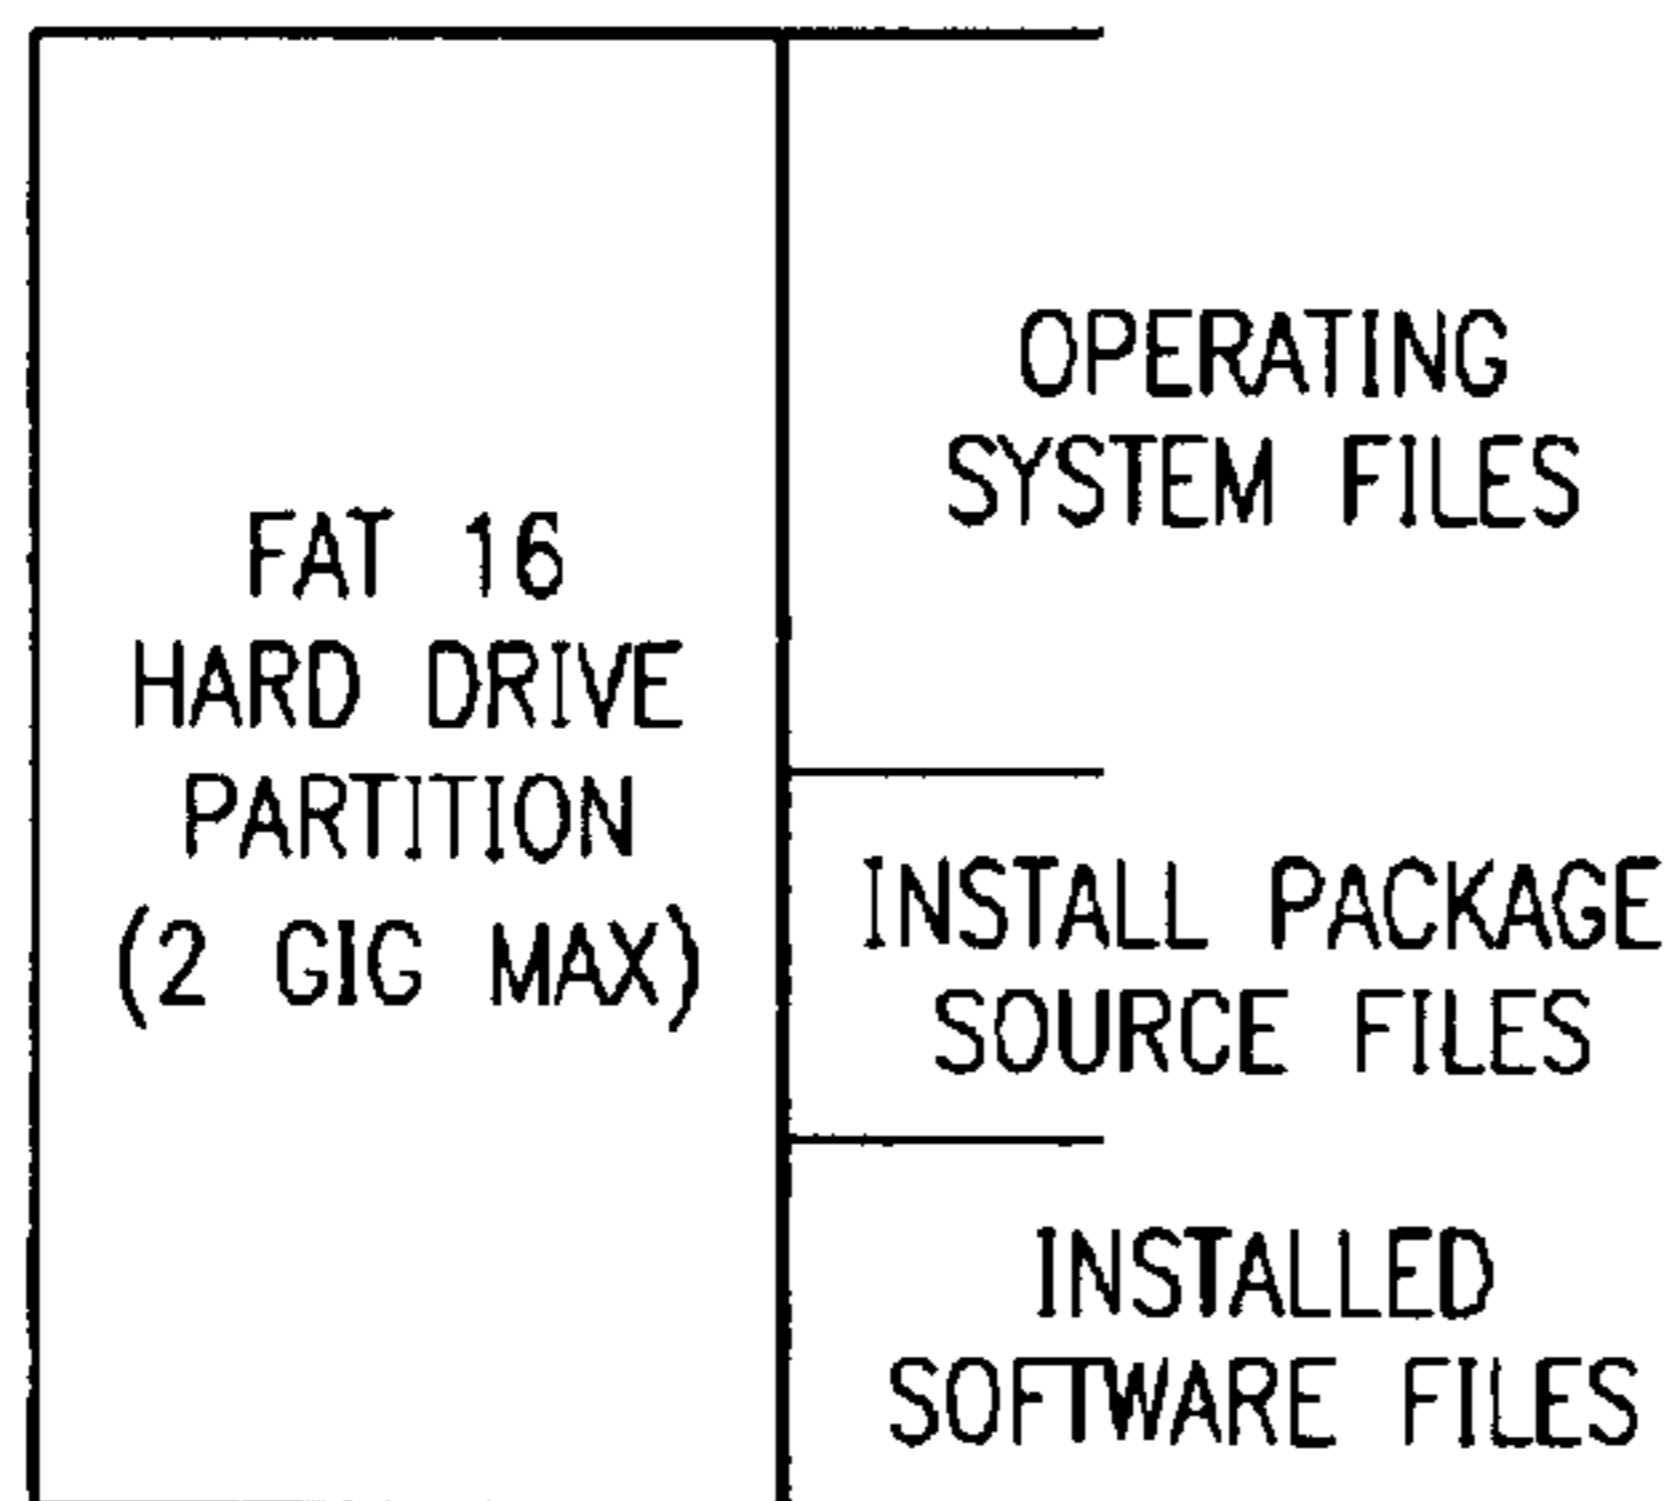 FAT 16
HARD DRIVE
PARTITION
(2 GIG MAX)
OPERATING
SYSTEM FILES
INSTALL PACKAGE
SOURCE FILES
INSTALLED
SOFTWARE FILES